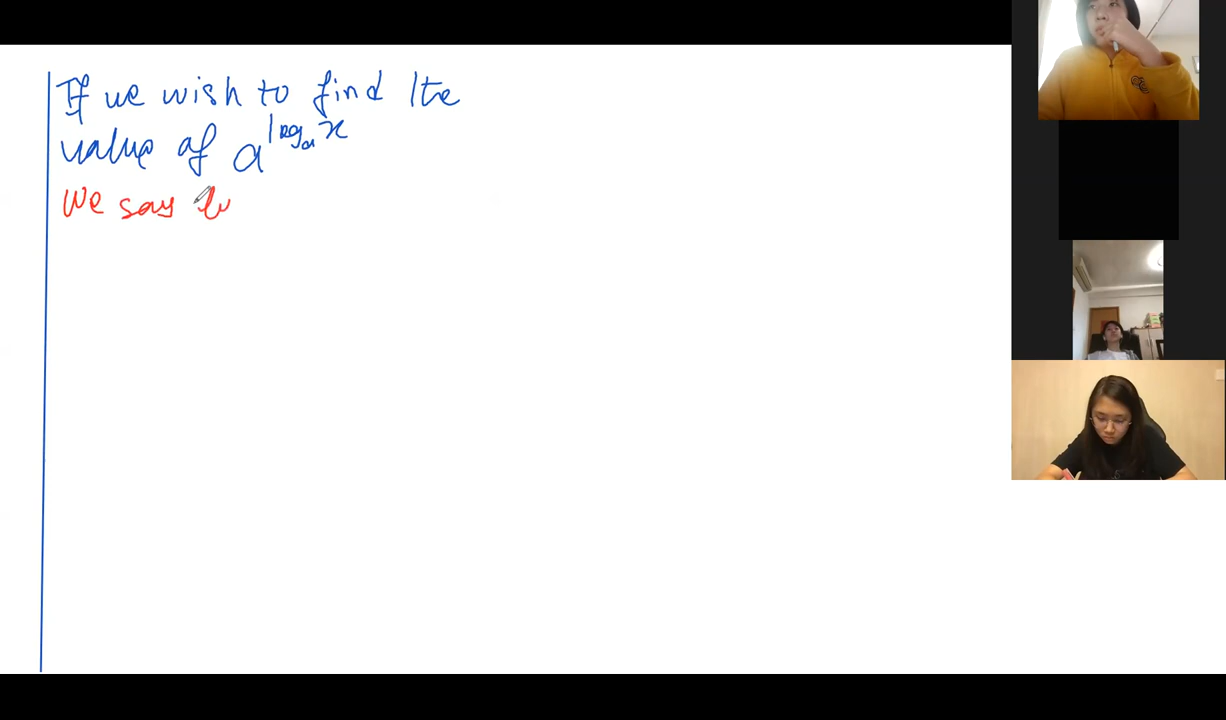 If we wish to find the
value of a^{log_a x}
We say